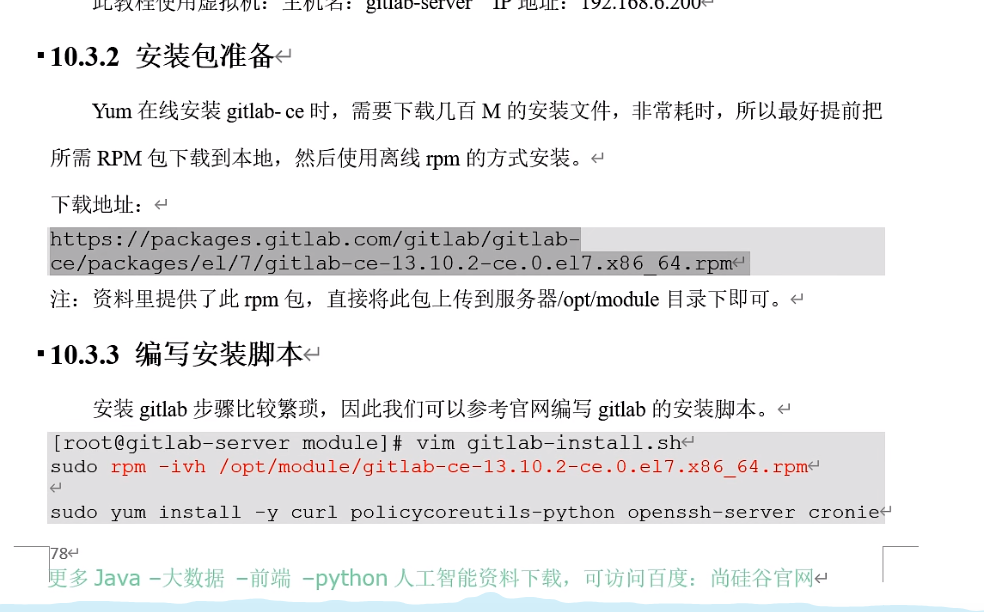 此教程使用虚拟机：主机名：gitlab-server IP 地址：192.168.6.200
10.3.2 安装包准备
Yum 在线安装 gitlab- ce 时，需要下载几百 M 的安装文件，非常耗时，所以最好提前把
所需 RPM 包下载到本地，然后使用离线 rpm 的方式安装。
下载地址：
https://packages.gitlab.com/gitlab/gitlab-
ce/packages/el/7/gitlab-ce-13.10.2-ce.0.el7.x86_64.rpm
注：资料里提供了此 rpm 包，直接将此包上传到服务器/opt/module 目录下即可。
10.3.3 编写安装脚本
安装 gitlab 步骤比较繁琐，因此我们可以参考官网编写 gitlab 的安装脚本。
[root@gitlab-server module]# vim gitlab-install.sh
sudo rpm -ivh /opt/module/gitlab-ce-13.10.2-ce.0.el7.x86_64.rpm
sudo yum install -y curl policycoreutils-python openssh-server cronie
78
更多 Java –大数据 –前端 –python 人工智能资料下载，可访问百度：尚硅谷官网